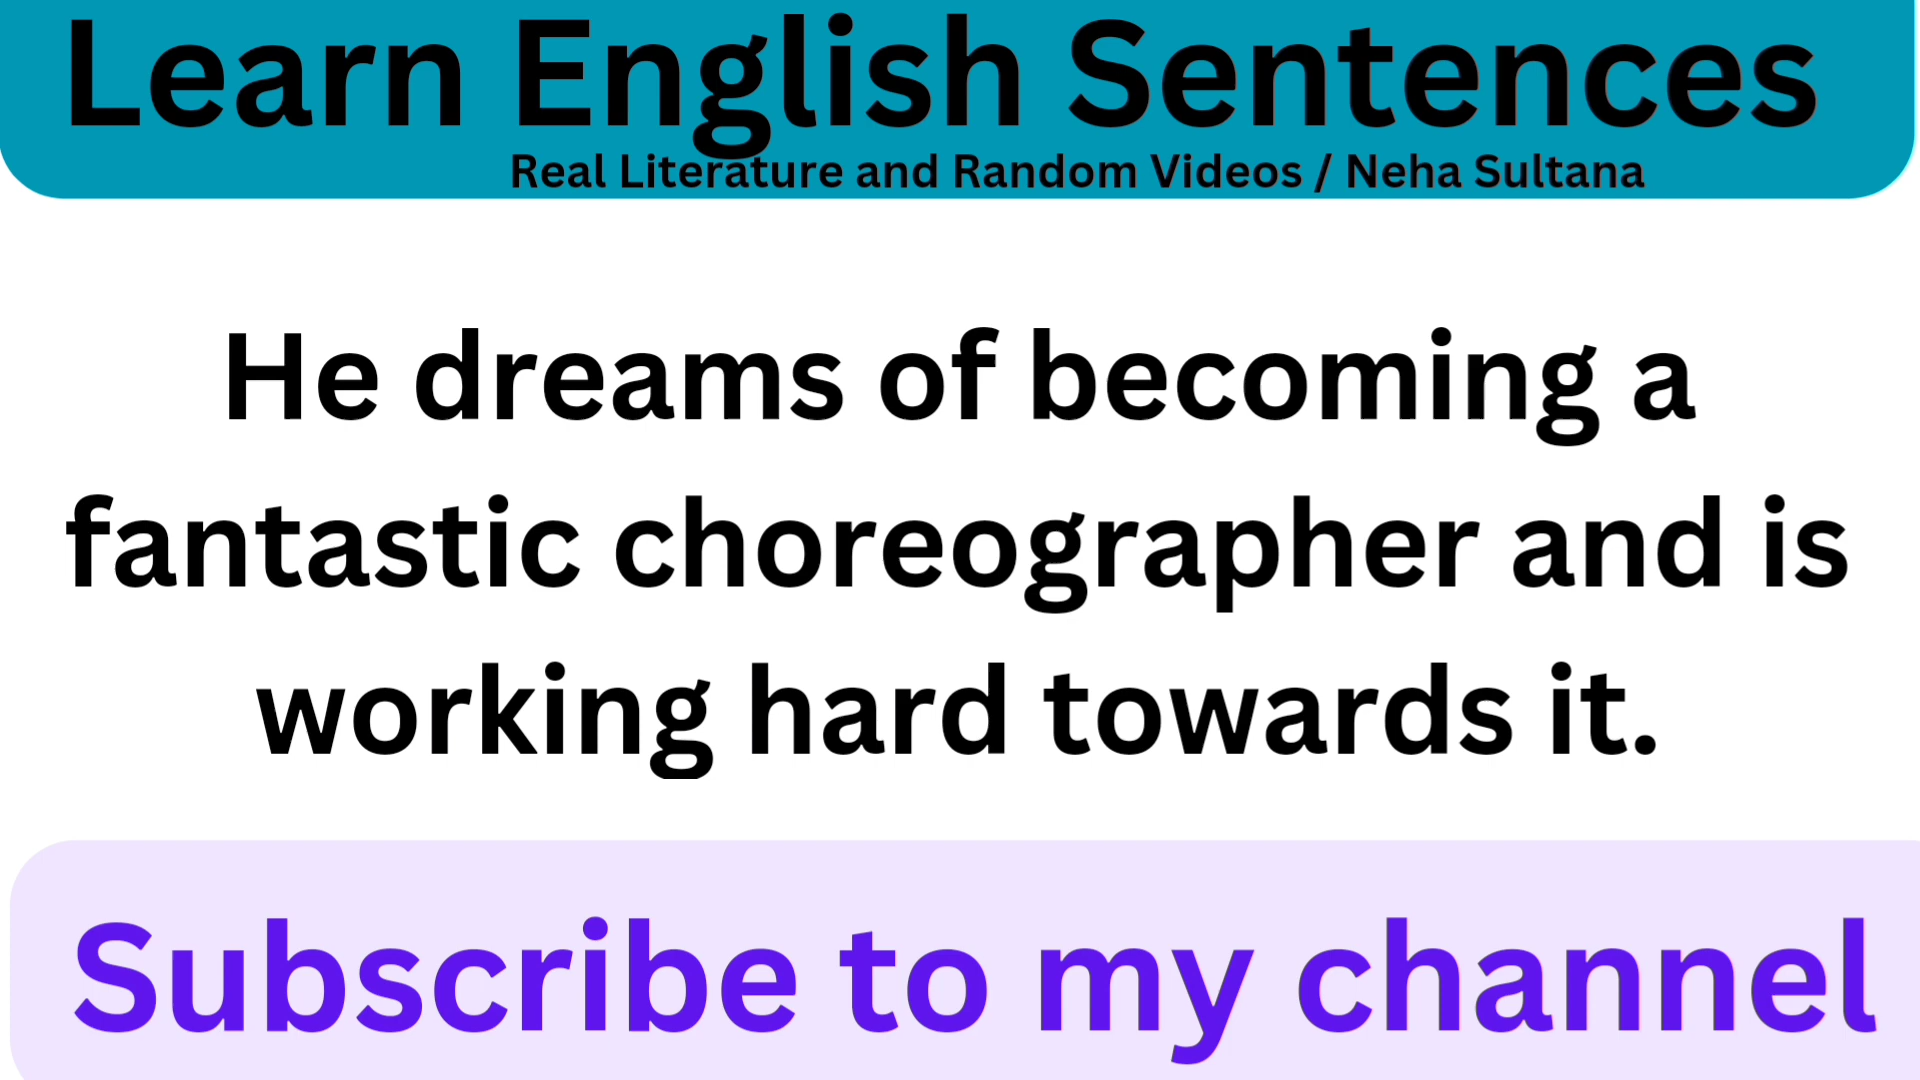 Learn English Sentences
Real Literature and Random Videos / Neha Sultana
He dreams of becoming a
fantastic choreographer and is
working hard towards it.
Subscribe to my channel